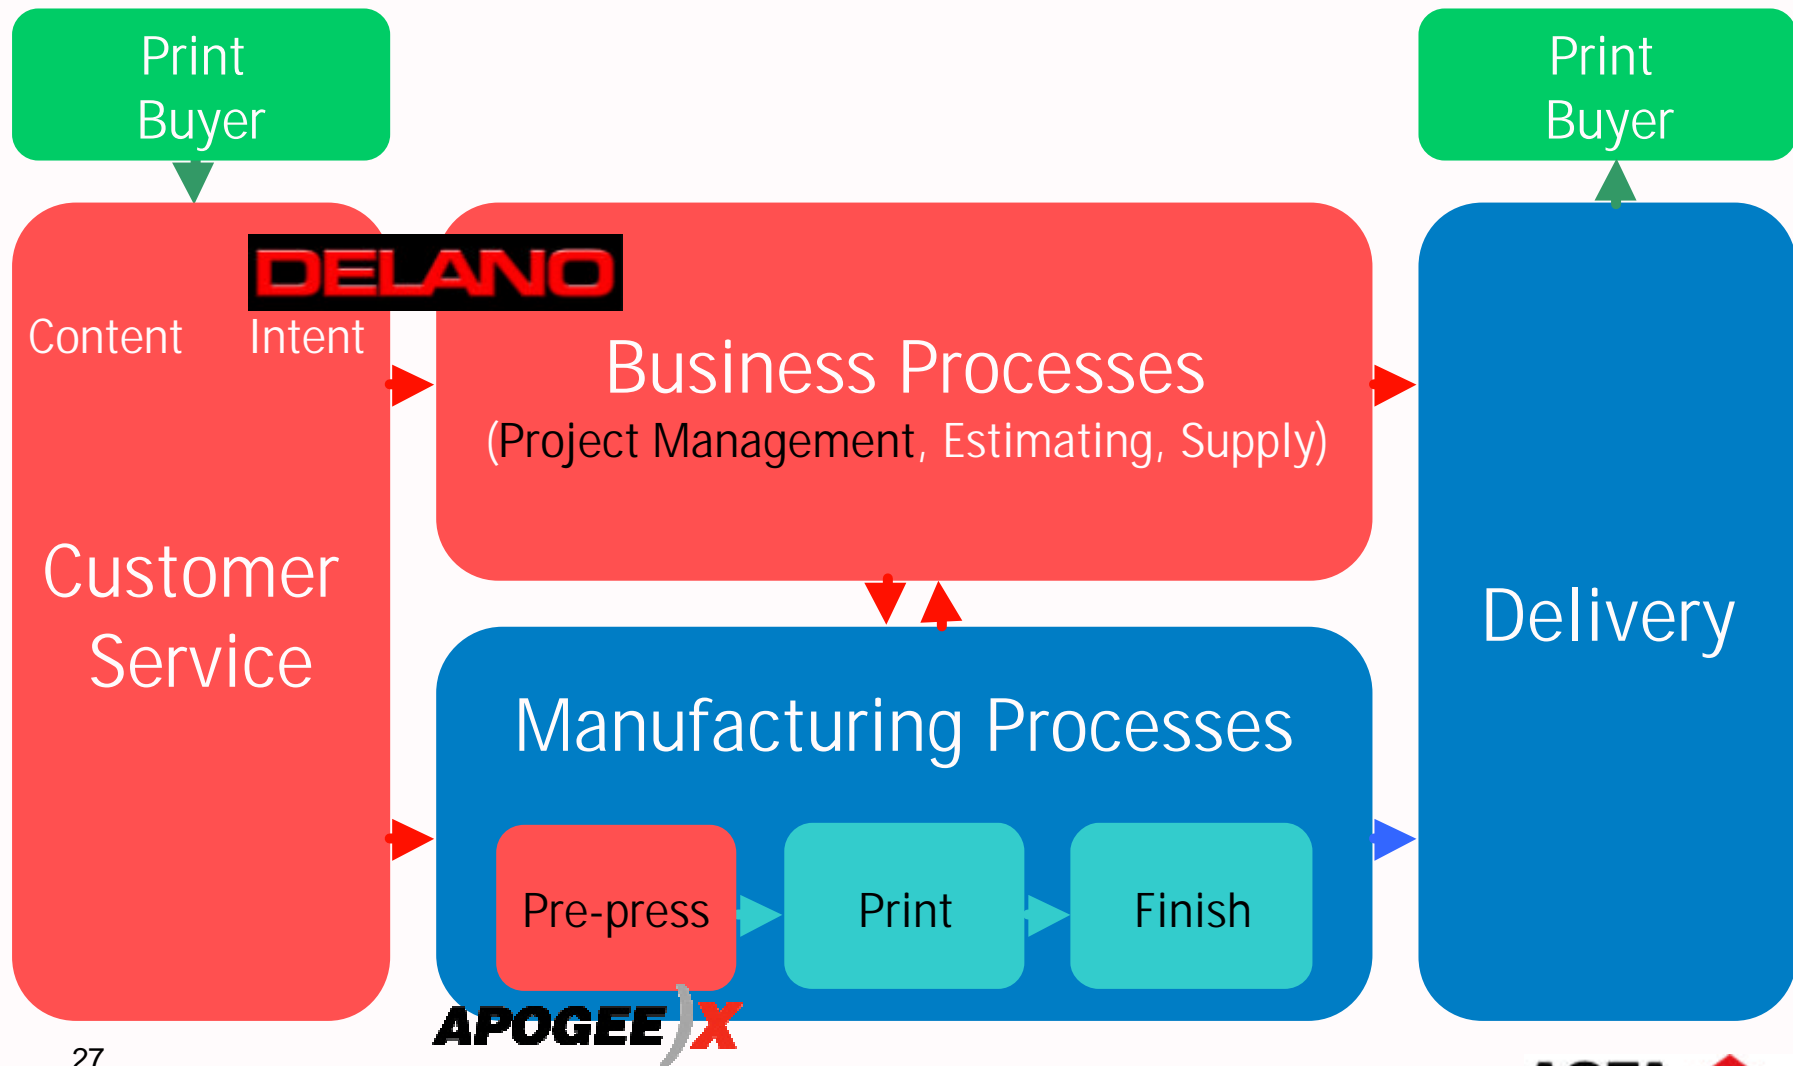 Print
Buyer
Print
Buyer
DELANO
Content Intent
Business Processes
(Project Management, Estimating, Supply)
Customer
Service
Delivery
Manufacturing Processes
Pre-press
Print
Finish
APOGEE X
27